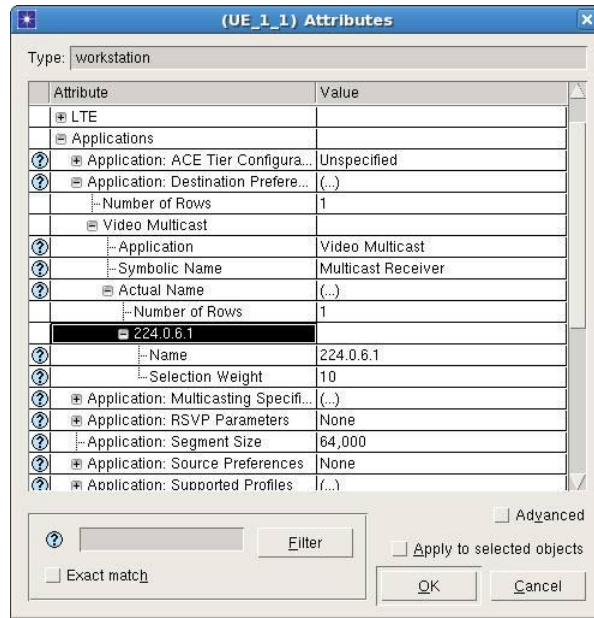 (UE_1_1) Attributes
Type: workstation
Attribute Value
LTE
Applications
Application: ACE Tier Configura... Unspecified
Application: Destination Prefere... (...)
Number of Rows 1
Video Multicast
Application Video Multicast
Symbolic Name Multicast Receiver
Actual Name (...)
Number of Rows 1
224.0.6.1
Name 224.0.6.1
Selection Weight 10
Application: Multicasting Specifi... (...)
Application: RSVP Parameters None
Application: Segment Size 64,000
Application: Source Preferences None
Application: Supported Profiles (...)
Advanced
Filter
Apply to selected objects
Exact match
OK Cancel